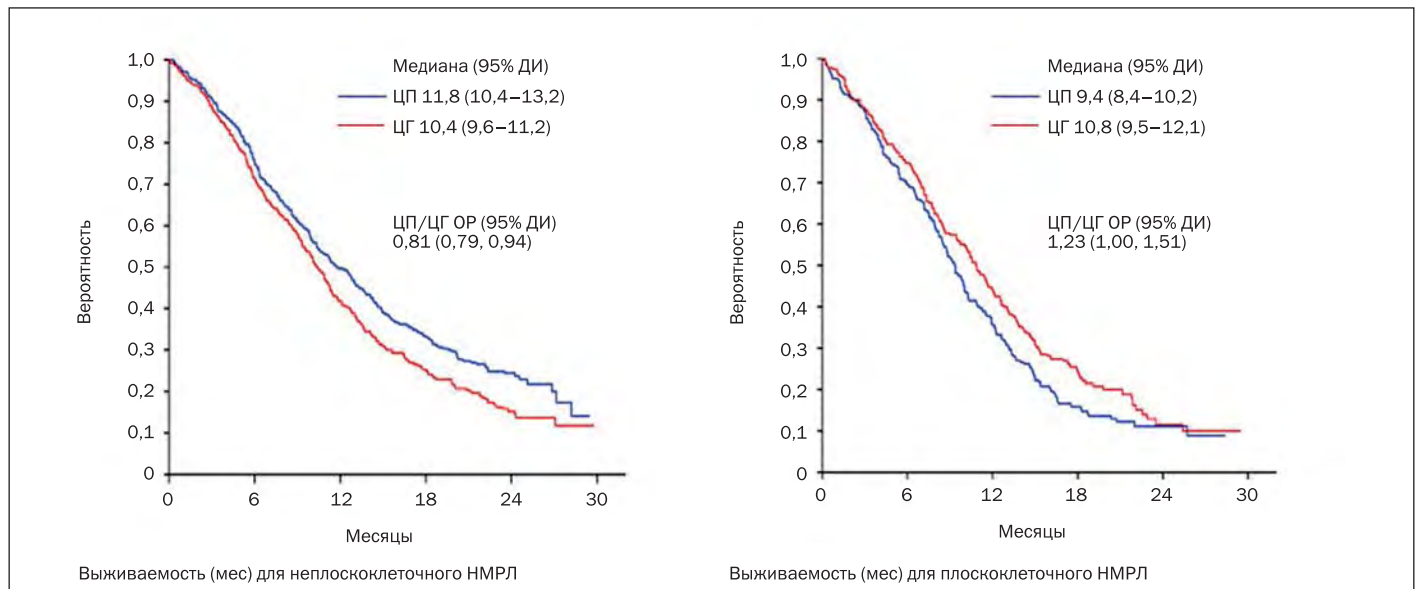 Медиана (95% ДИ)
ЦП 11,8 (10,4–13,2)
ЦГ 10,4 (9,6–11,2)
ЦП/ЦГ ОР (95% ДИ)
0,81 (0,79, 0,94)
Вероятность
1,0
0,9
0,8
0,7
0,6
0,5
0,4
0,3
0,2
0,1
0
0 6 12 18 24 30
Месяцы
Выживаемость (мес) для неплоскоклеточного НМРЛ
Медиана (95% ДИ)
ЦП 9,4 (8,4–10,2)
ЦГ 10,8 (9,5–12,1)
ЦП/ЦГ ОР (95% ДИ)
1,23 (1,00, 1,51)
Вероятность
1,0
0,9
0,8
0,7
0,6
0,5
0,4
0,3
0,2
0,1
0
0 6 12 18 24 30
Месяцы
Выживаемость (мес) для плоскоклеточного НМРЛ